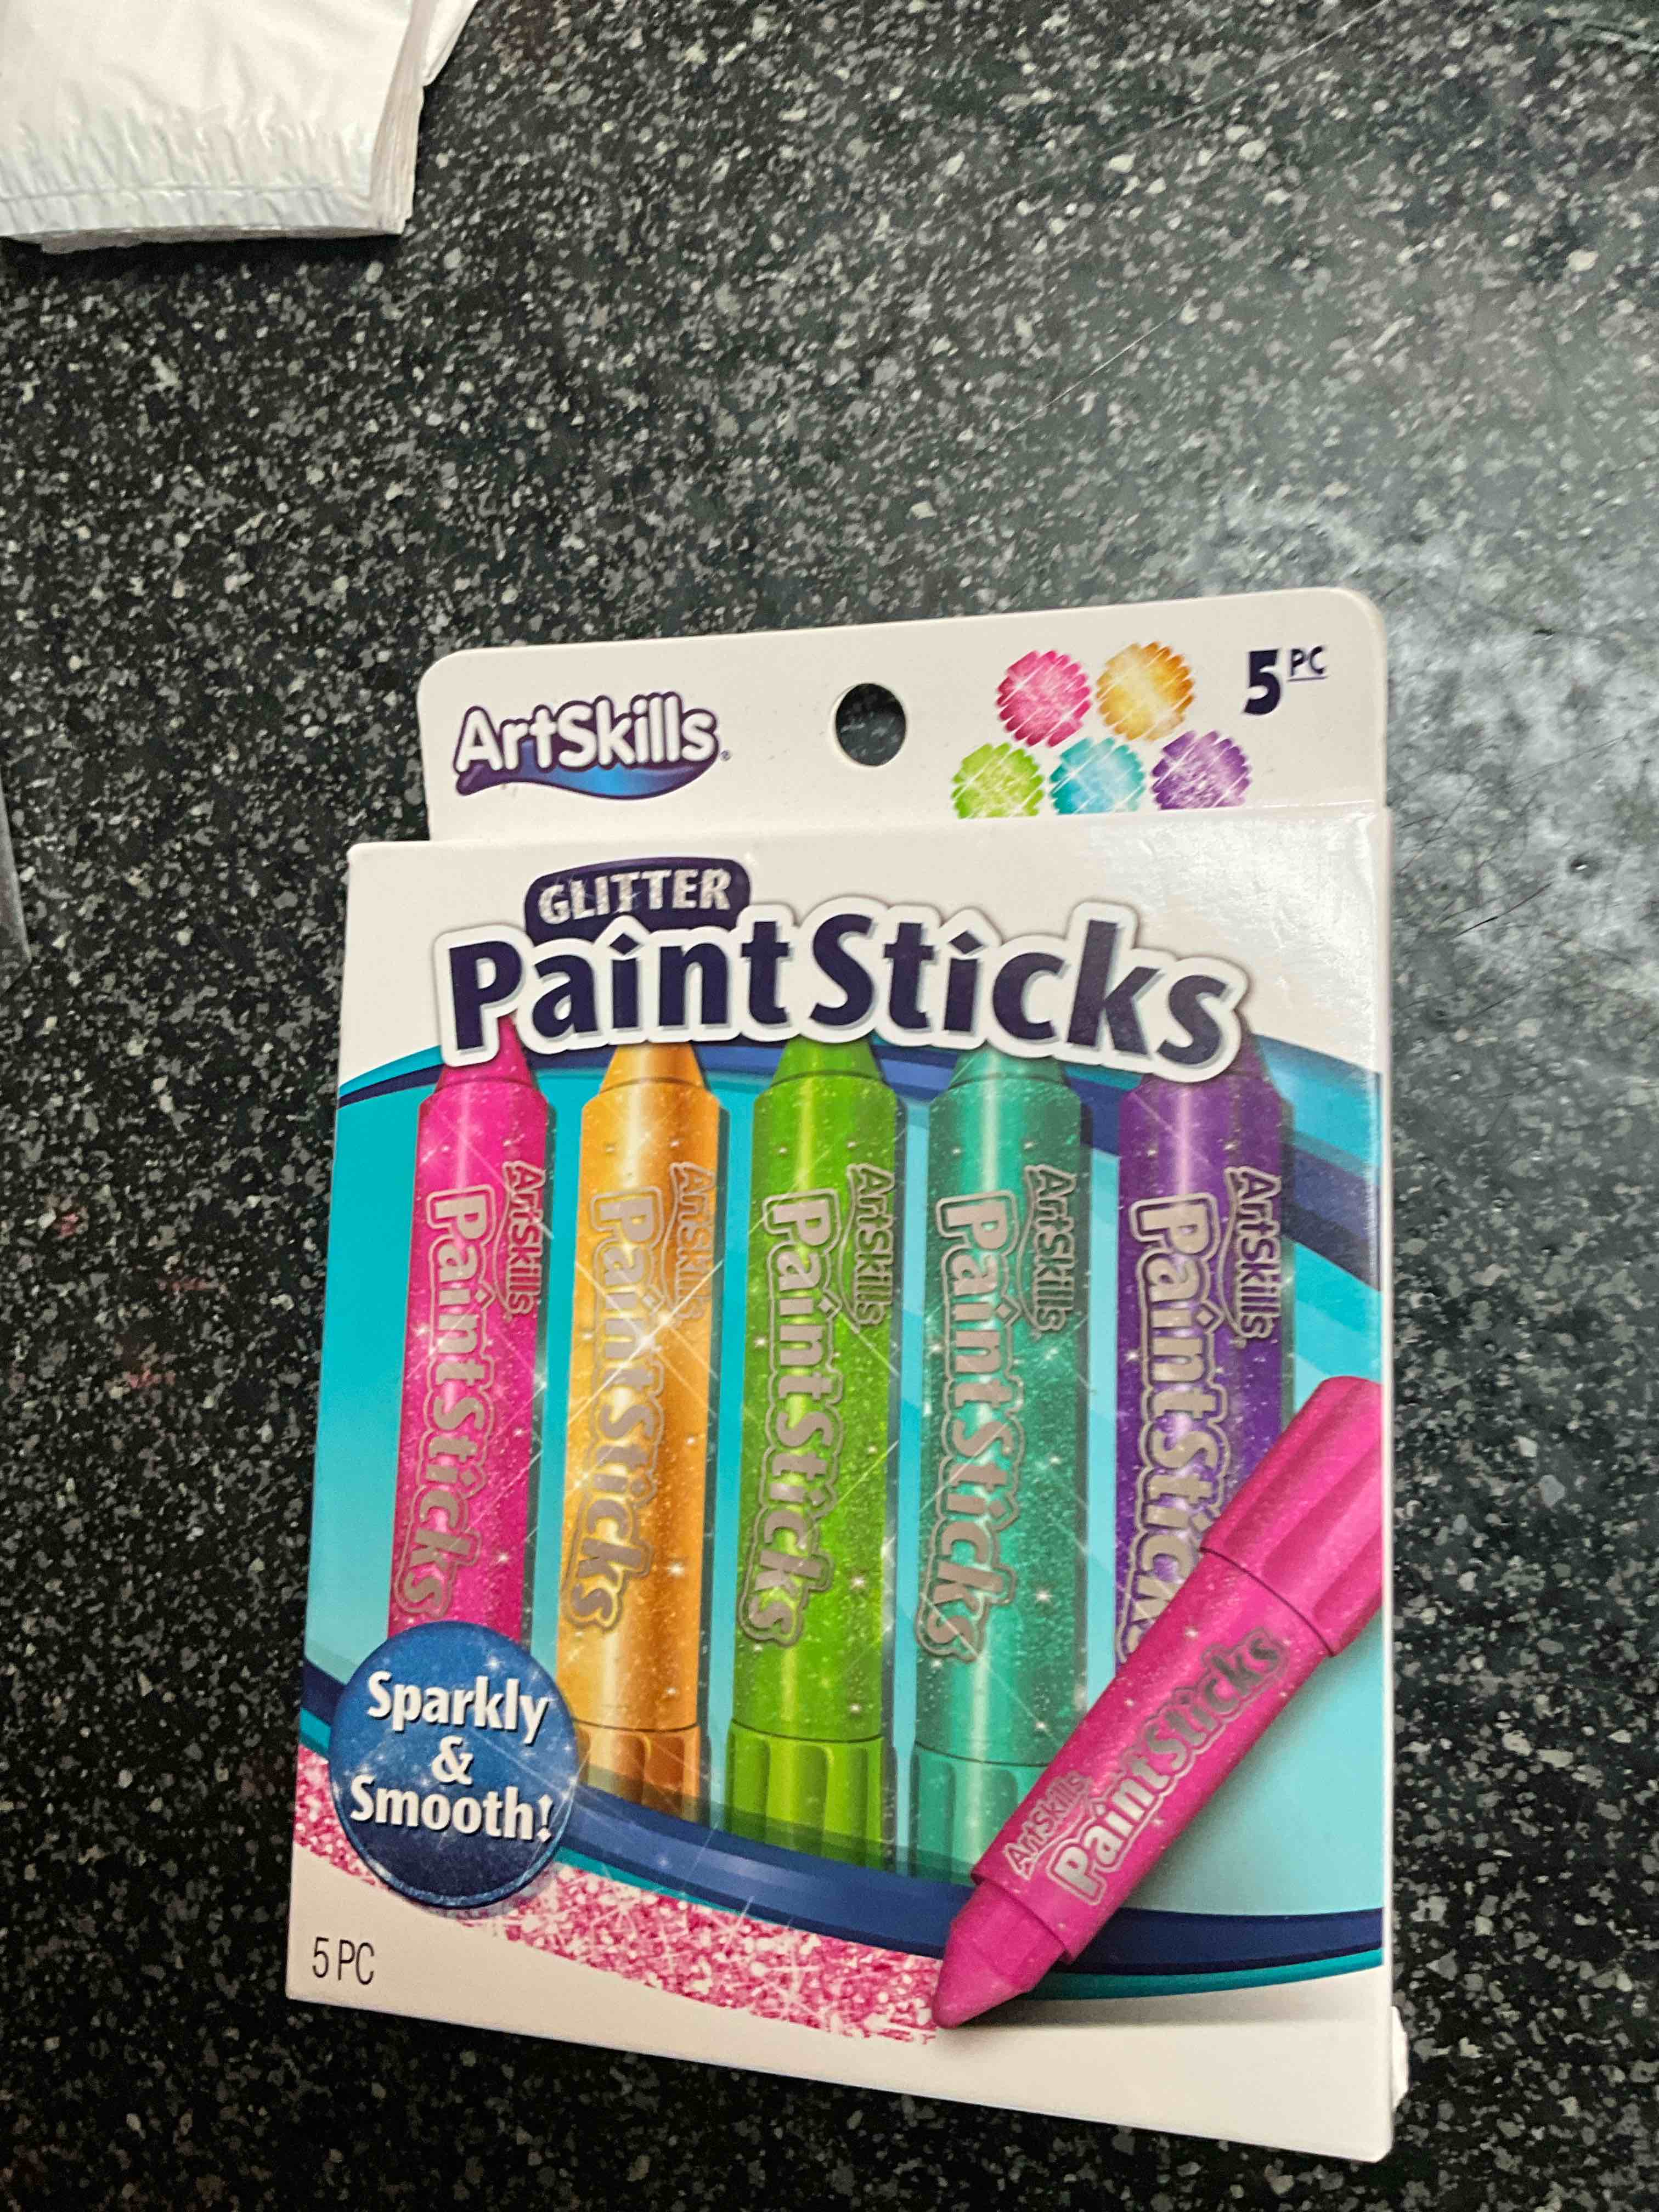 ArtSkills®
5 PC
GLITTER
PaintSticks
ArtSkills
PaintSticks
ArtSkills
PaintSticks
ArtSkills
PaintSticks
ArtSkills
PaintSticks
ArtSkills
PaintStick
ArtSkills
PaintSticks
Sparkly
&
Smooth!
5 PC